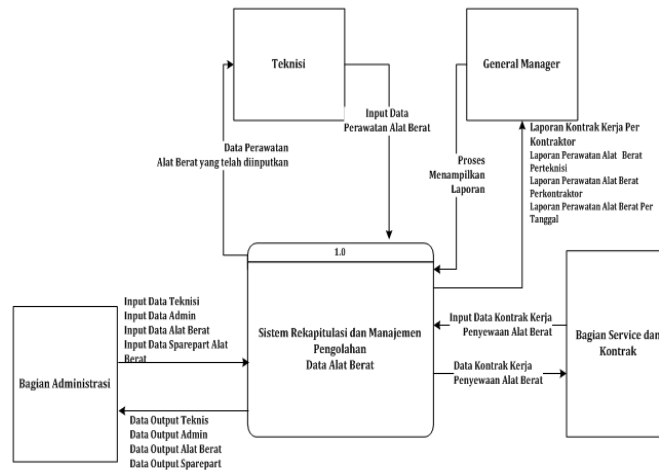 Teknisi
General Manager
Input Data
Perawatan Alat Berat
Data Perawatan
Alat Berat yang telah diinputkan
Proses
Menampilkan
Laporan
Laporan Kontrak Kerja Per
Kontraktor
Laporan Perawatan Alat Berat
Perteknisi
Laporan Perawatan Alat Berat
Perkontraktor
Laporan Perawatan Alat Berat Per
Tanggal
1.0
Sistem Rekapitulasi dan Manajemen
Pengolahan
Data Alat Berat
Input Data Teknisi
Input Data Admin
Input Data Alat Berat
Input Data Sparepart Alat
Berat
Bagian Administrasi
Data Output Teknis
Data Output Admin
Data Output Alat Berat
Data Output Sparepart
Input Data Kontrak Kerja
Penyewaan Alat Berat
Data Kontrak Kerja
Penyewaan Alat Berat
Bagian Service dan
Kontrak